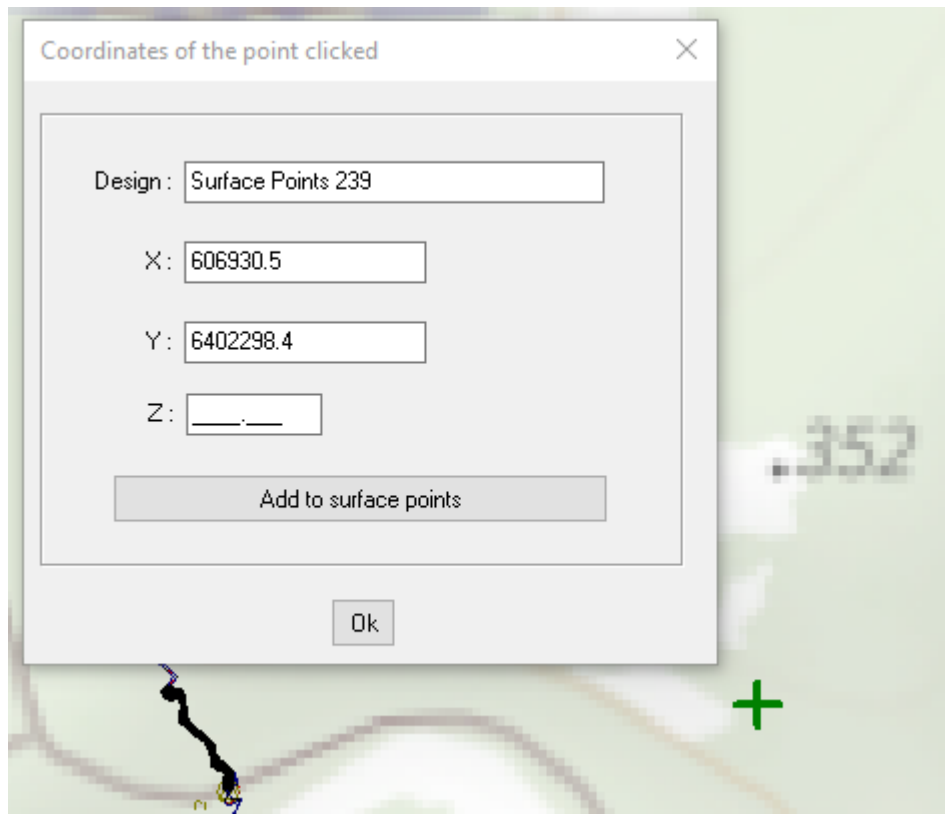 Coordinates of the point clicked
Design : Surface Points 239
X : 606930.5
Y : 6402298.4
Z : ___.__
.352
Add to surface points
Ok